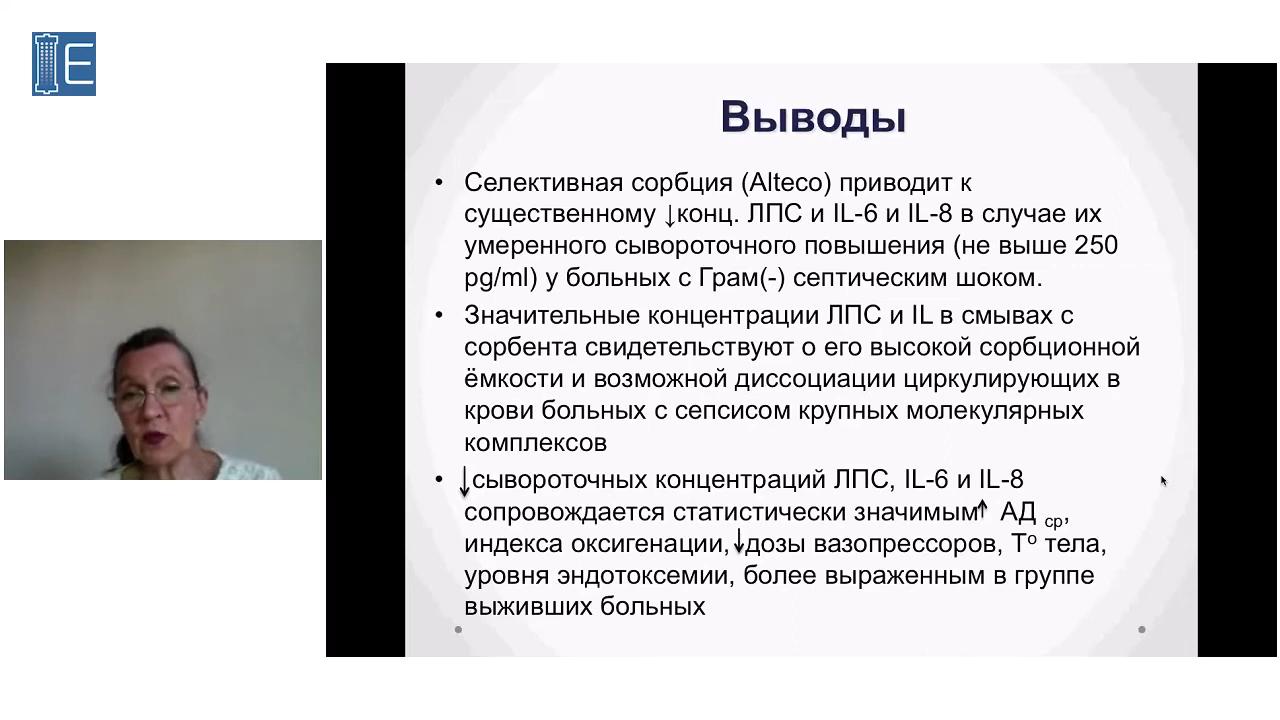 E
Выводы
• Селективная сорбция (Alteco) приводит к
существенному ↓конц. ЛПС и IL-6 и IL-8 в случае их
умеренного сывороточного повышения (не выше 250
pg/ml) у больных с Грам(-) септическим шоком.
• Значительные концентрации ЛПС и IL в смывах с
сорбента свидетельствуют о его высокой сорбционной
ёмкости и возможной диссоциации циркулирующих в
крови больных с сепсисом крупных молекулярных
комплексов
• ↓сывороточных концентраций ЛПС, IL-6 и IL-8
сопровождается статистически значимым↑ АД ср,
индекса оксигенации,↓дозы вазопрессоров, Tº тела,
уровня эндотоксемии, более выраженным в группе
выживших больных